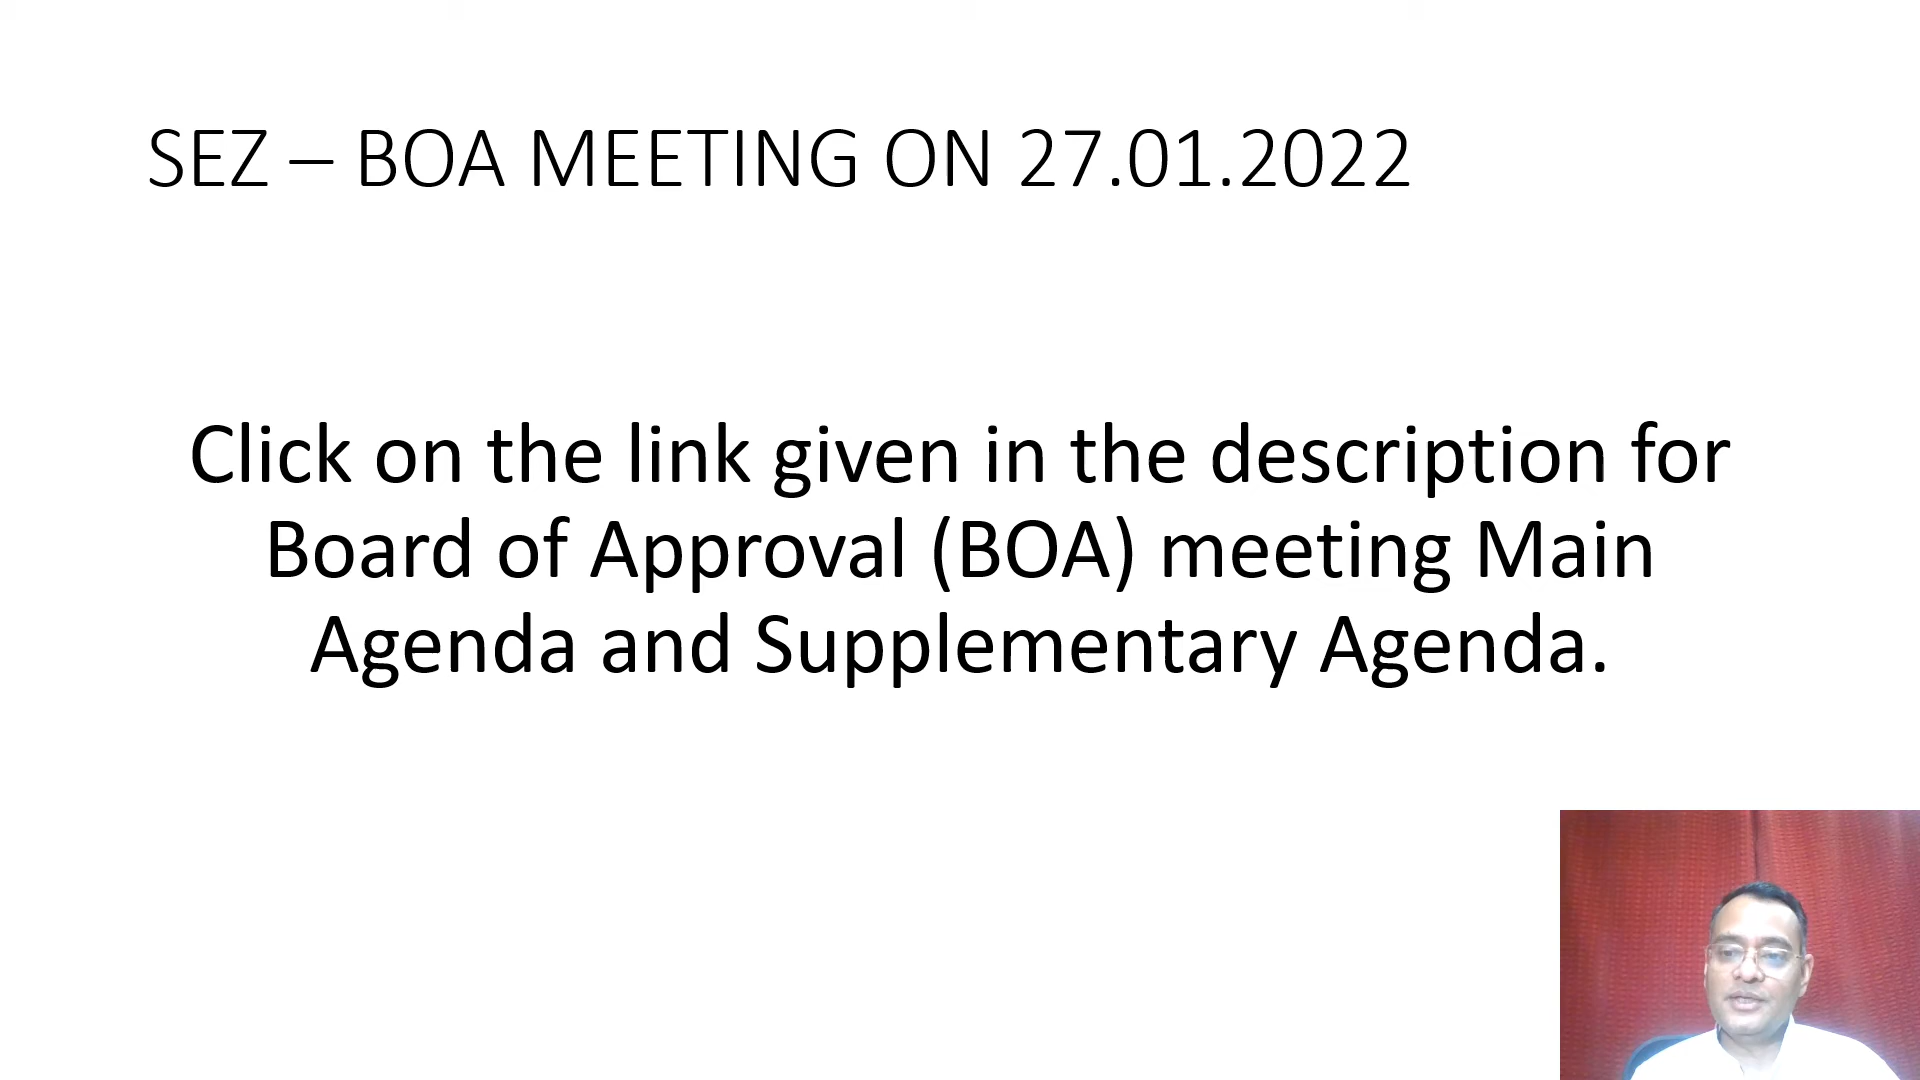 SEZ – BOA MEETING ON 27.01.2022
Click on the link given in the description for
Board of Approval (BOA) meeting Main
Agenda and Supplementary Agenda.